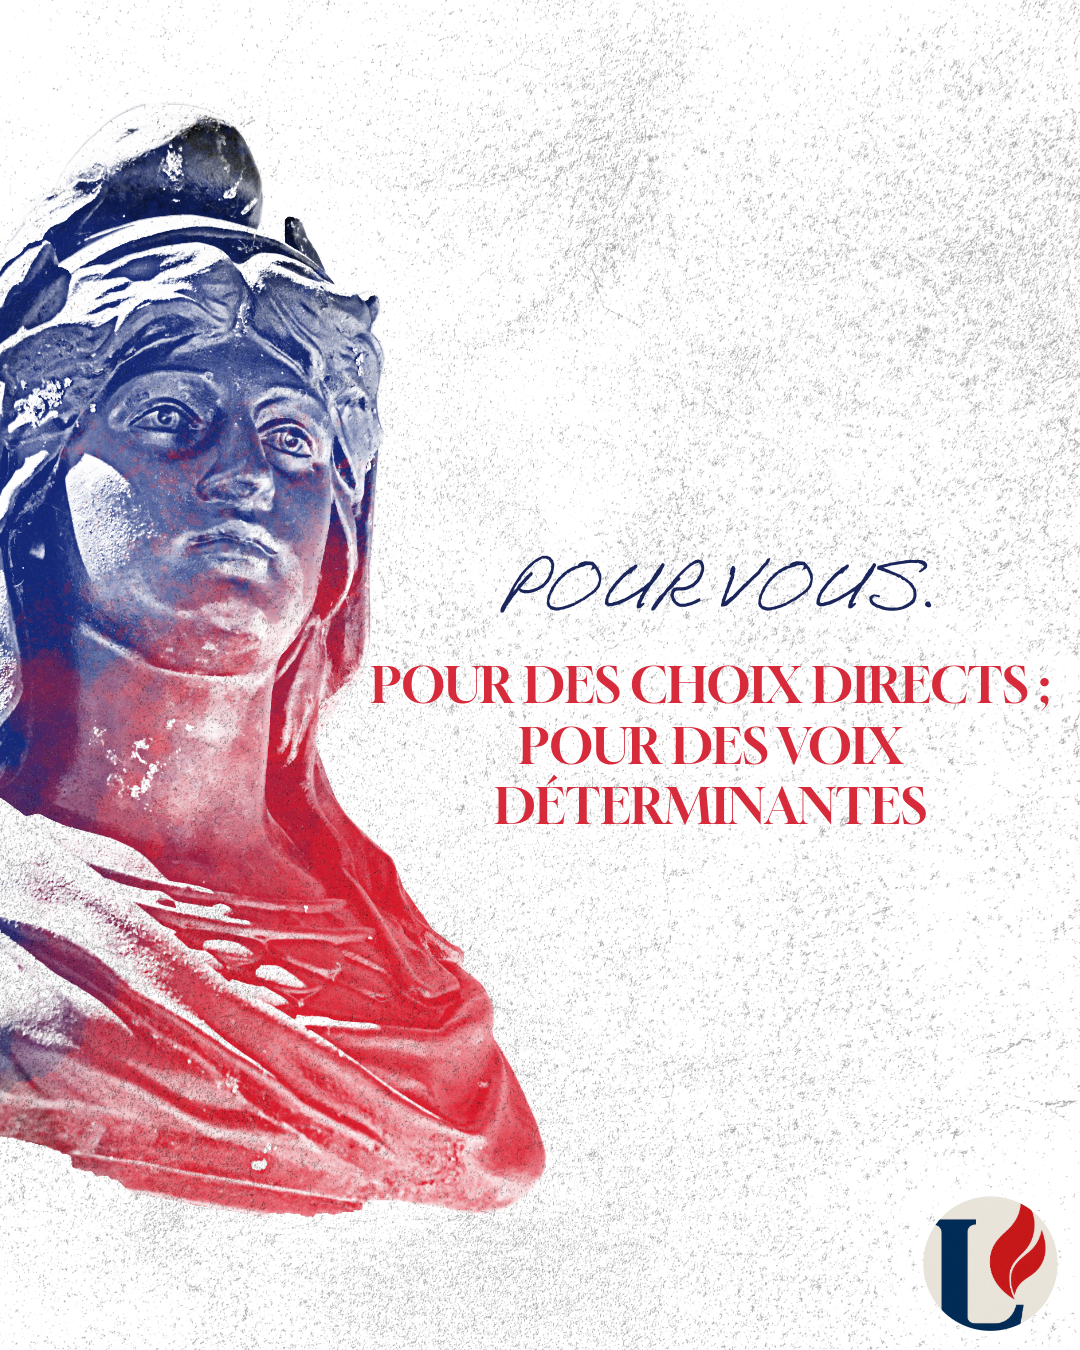 POUR VOUS.
POUR DES CHOIX DIRECTS ;
POUR DES VOIX
DÉTERMINANTES
L